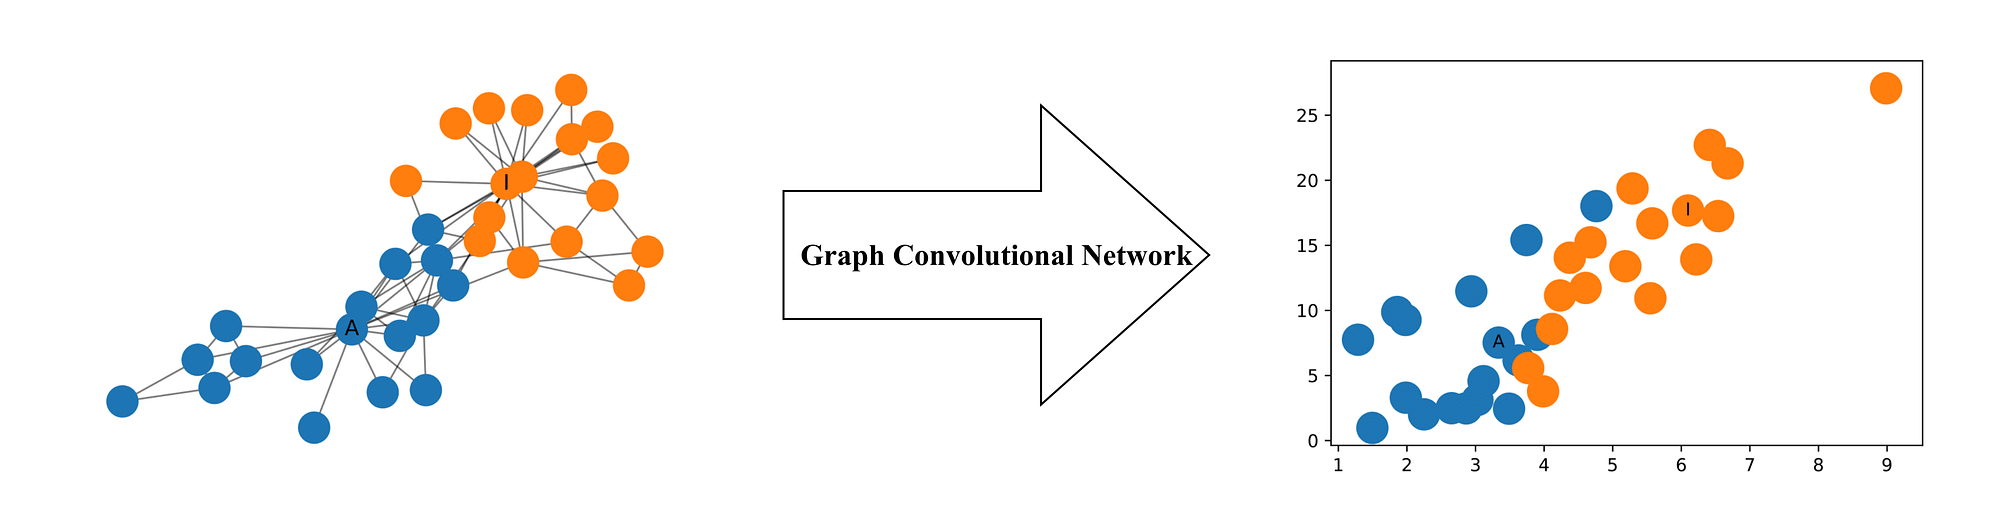 I
A
Graph Convolutional Network
25
20
15
10
5
0
I
A
1 2 3 4 5 6 7 8 9